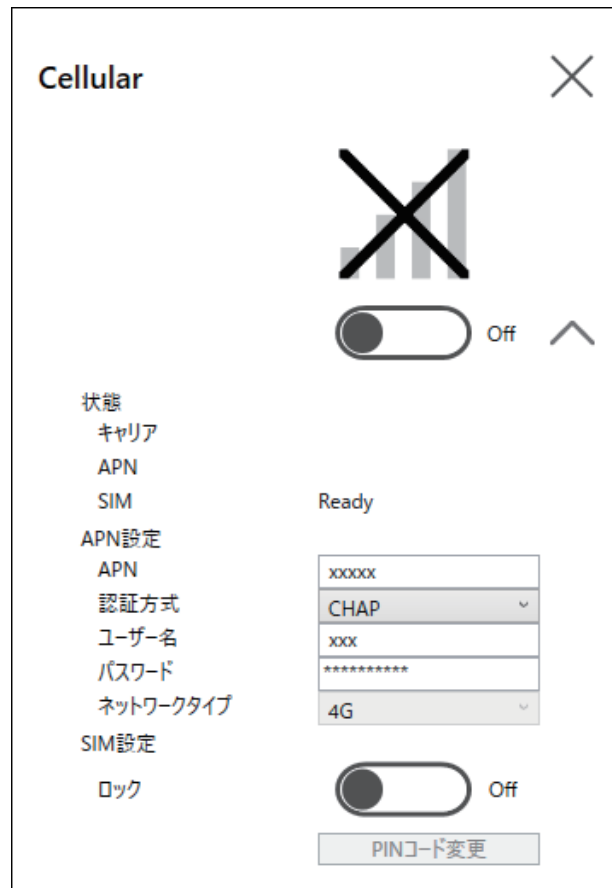 Cellular
Off
状態
キャリア
APN
SIM Ready
APN設定
APN xxxxx
認証方式 CHAP
ユーザー名 xxx
パスワード **********
ネットワークタイプ 4G
SIM設定
ロック Off
PINコード変更